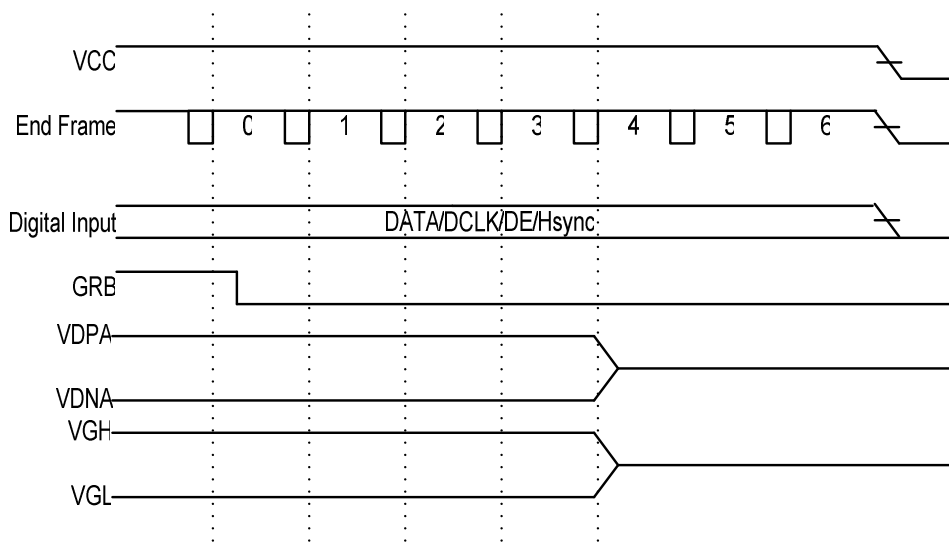 VCC
End Frame 0 1 2 3 4 5 6
Digital Input DATA/DCLK/DE/Hsync
GRB
VDPA
VDNA
VGH
VGL